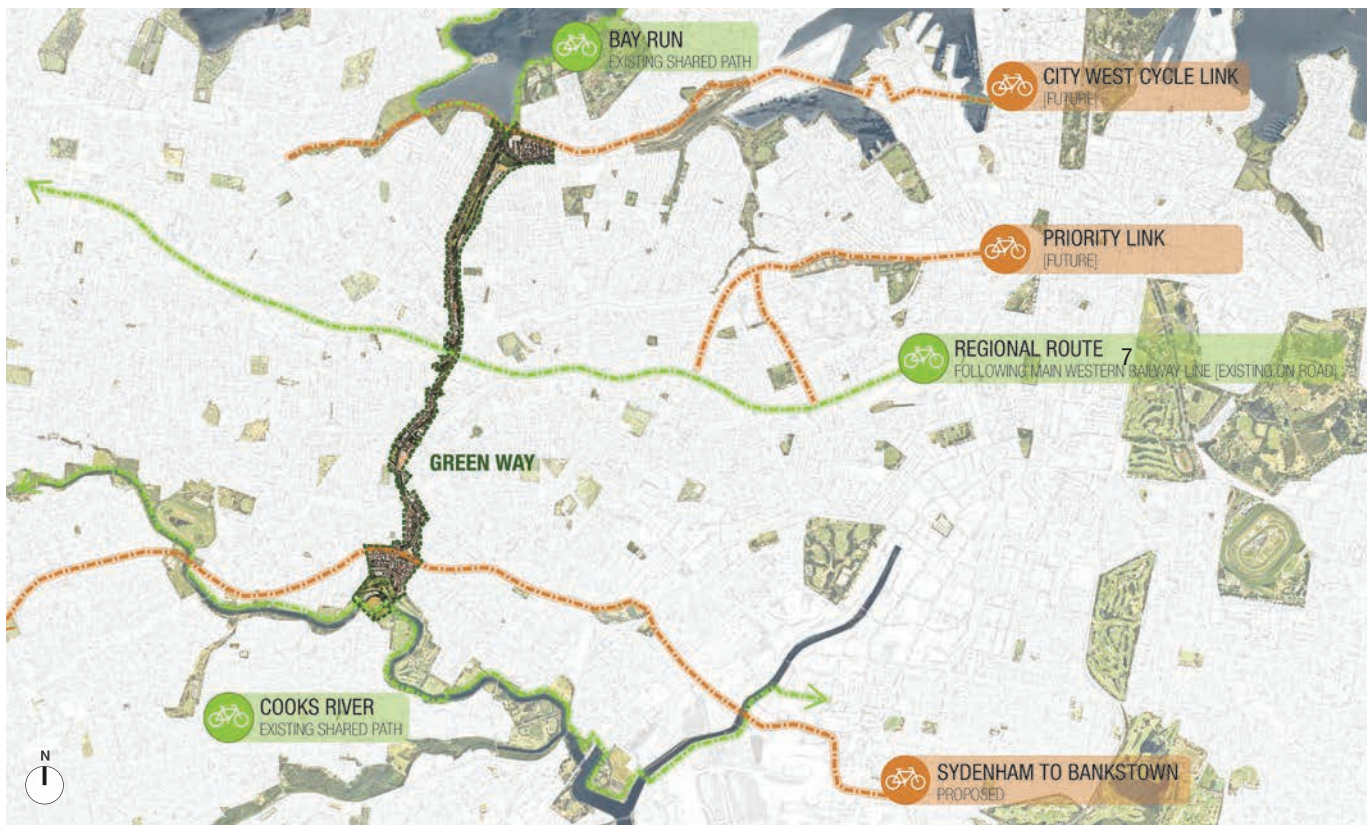 BAY RUN
EXISTING SHARED PATH
CITY WEST CYCLE LINK
[FUTURE]
PRIORITY LINK
[FUTURE]
REGIONAL ROUTE 7
FOLLOWING MAIN WESTERN RAILWAY LINE [EXISTING ON ROAD]
GREEN WAY
COOKS RIVER
EXISTING SHARED PATH
N
SYDENHAM TO BANKSTOWN
PROPOSED